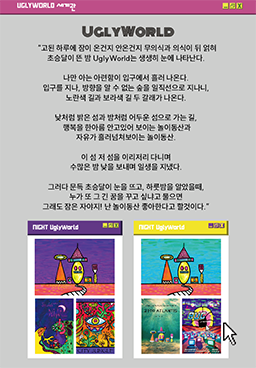 UGLYWORLD 세계관
UGLYWORLD
"고된 하루에 잠이 온건지 안온건지 무의식과 의식이 뒤 얽혀
초승달이 뜬 밤 UglyWorld는 생생히 눈에 나타난다.
나만 아는 아련함이 입구에서 흘러 나온다.
입구를 지나, 방향을 알 수 없는 숲을 일직선으로 지나니,
노란색 길과 보라색 길 두 갈래가 나온다.
낮처럼 밝은 섬과 밤처럼 어두운 섬으로 가는 길,
행복을 한아름 안고있어 보이는 놀이동산과
자유가 흘러넘쳐보이는 놀이동산.
이 섬 저 섬을 이리저리 다니며
수많은 밤 낮을 보내며 일생을 지냈다.
그러다 문득 초승달이 눈을 뜨고, 하룻밤을 알았을때,
누가 또 그 긴 꿈을 꾸고 싶냐고 물으면
그래도 잠은 자야지! 난 놀이동산 좋아한다고 할것이다."
NIGHT UglyWorld
NIGHT UglyWorld